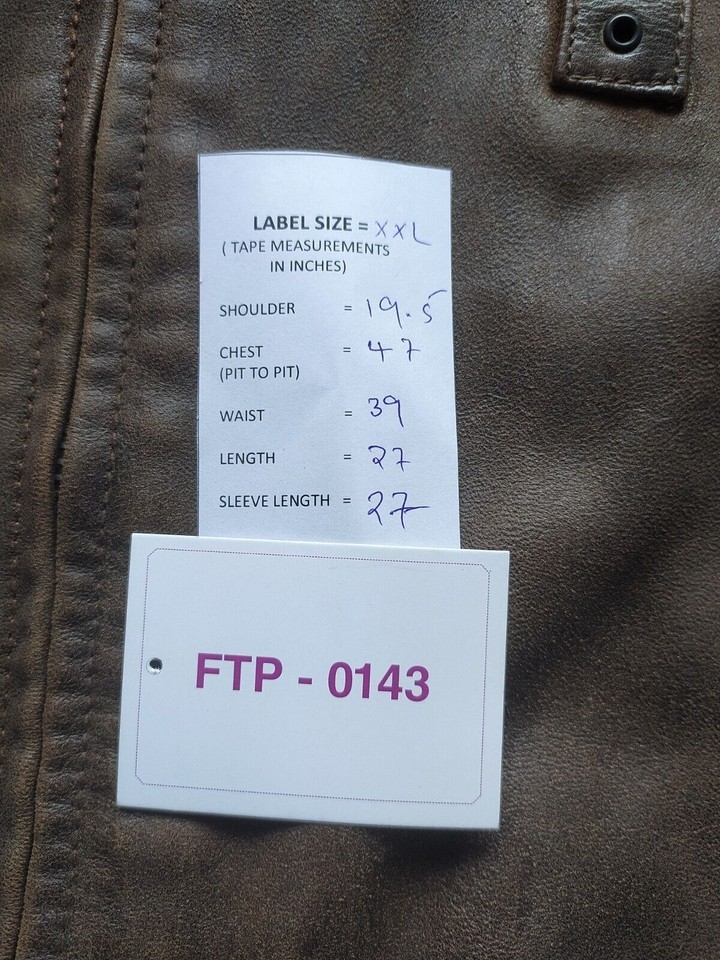 LABEL SIZE = XXL
( TAPE MEASUREMENTS
IN INCHES)
SHOULDER = 19.5
CHEST = 47
(PIT TO PIT)
WAIST = 39
LENGTH = 27
SLEEVE LENGTH = 27
FTP - 0143